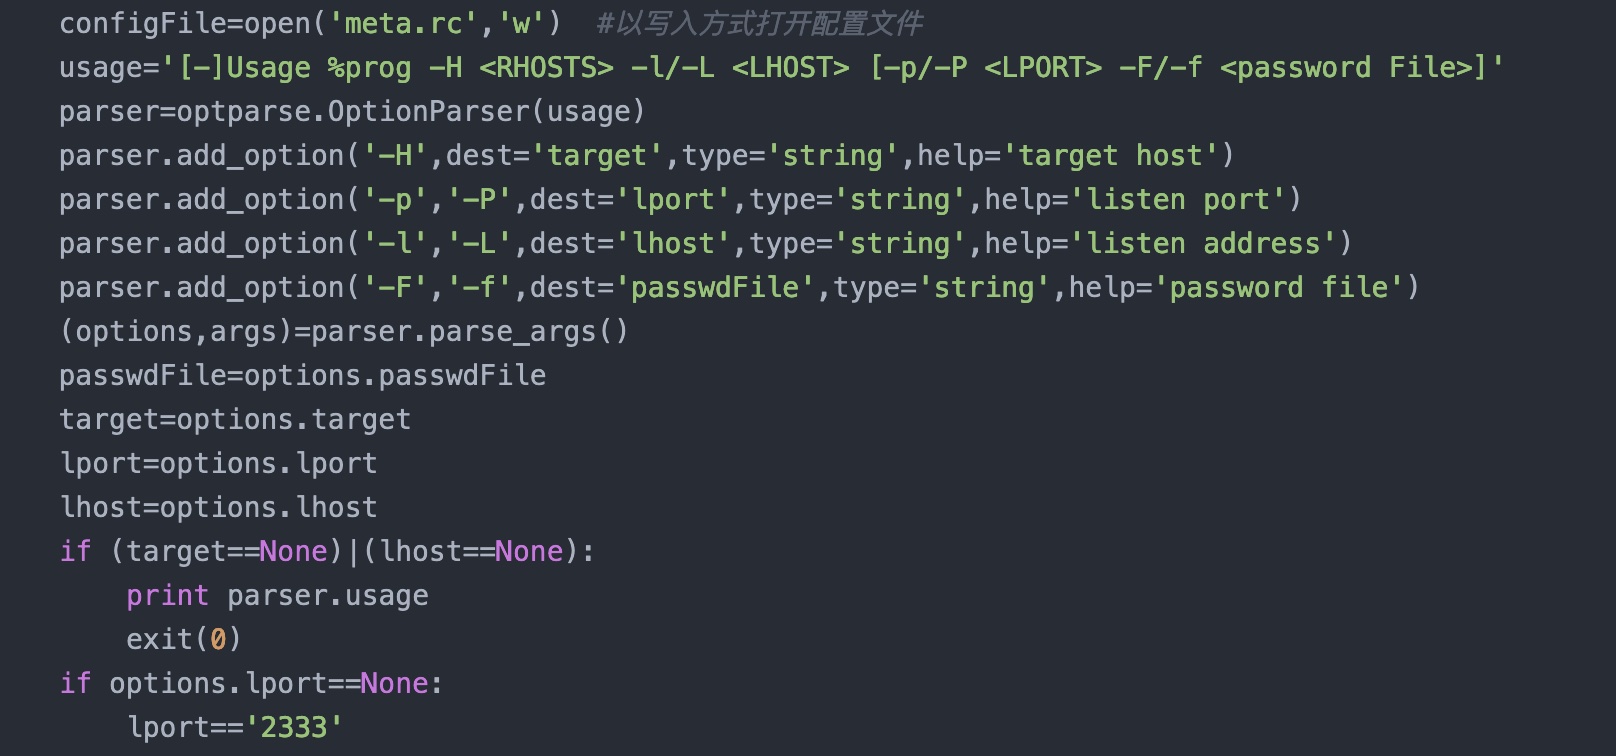 configFile=open('meta.rc','w')  #以写入方式打开配置文件
usage='[-]Usage %prog -H <RHOSTS> -l/-L <LHOST> [-p/-P <LPORT> -F/-f <password File>]'
parser=optparse.OptionParser(usage)
parser.add_option('-H',dest='target',type='string',help='target host')
parser.add_option('-p','-P',dest='lport',type='string',help='listen port')
parser.add_option('-l','-L',dest='lhost',type='string',help='listen address')
parser.add_option('-F','-f',dest='passwdFile',type='string',help='password file')
(options,args)=parser.parse_args()
passwdFile=options.passwdFile
target=options.target
lport=options.lport
lhost=options.lhost
if (target==None)|(lhost==None):
    print parser.usage
    exit(0)
if options.lport==None:
    lport=='2333'